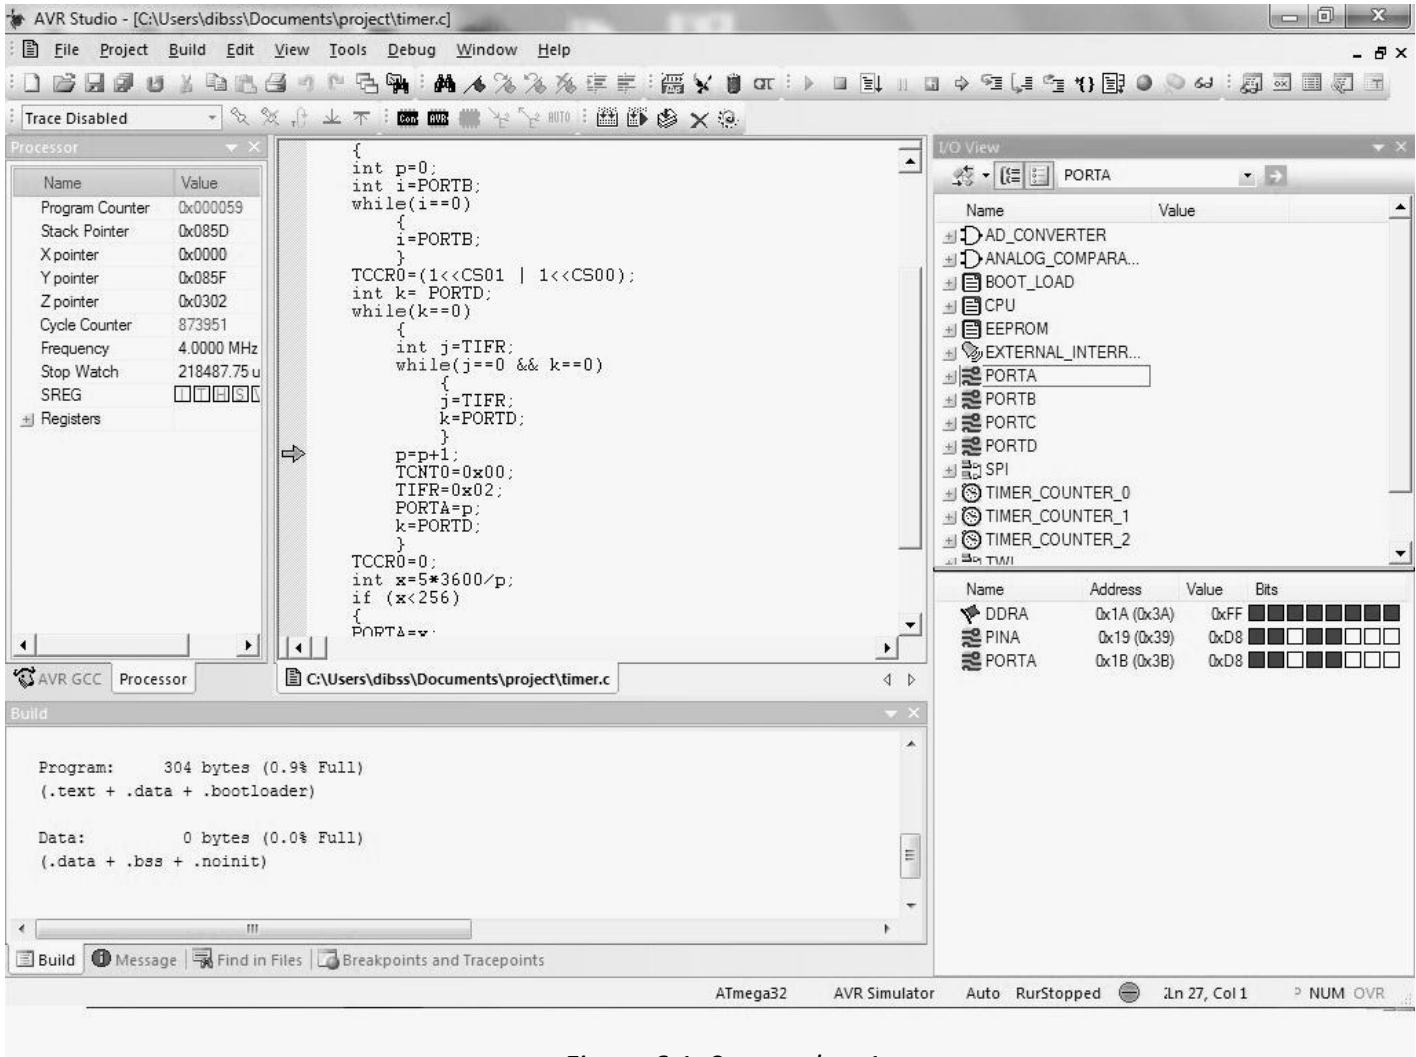 AVR Studio - [C:\Users\dibss\Documents\project\timer.c]
File Project Build Edit View Tools Debug Window Help
Trace Disabled
Con AVR AUTO
Processor
Name Value
Program Counter 0x000059
Stack Pointer 0x085D
X pointer 0x0000
Y pointer 0x085F
Z pointer 0x0302
Cycle Counter 873951
Frequency 4.0000 MHz
Stop Watch 218487.75 u
SREG I T H S
Registers
AVR GCC Processor
{
int p=0;
int i=PORTB;
while(i==0)
{
i=PORTB;
}
TCCR0=(1<<CS01 | 1<<CS00);
int k= PORTD;
while(k==0)
{
int j=TIFR;
while(j==0 && k==0)
{
j=TIFR;
k=PORTD;
}
p=p+1;
TCNT0=0x00;
TIFR=0x02;
PORTA=p;
k=PORTD;
}
TCCR0=0;
int x=5*3600/p;
if (x<256)
{
PORTA=x;
C:\Users\dibss\Documents\project\timer.c
I/O View
PORTA
Name Value
AD_CONVERTER
ANALOG_COMPARA...
BOOT_LOAD
CPU
EEPROM
EXTERNAL_INTERR...
PORTA
PORTB
PORTC
PORTD
SPI
TIMER_COUNTER_0
TIMER_COUNTER_1
TIMER_COUNTER_2
TWI
Name Address Value Bits
DDRA 0x1A (0x3A) 0xFF
PINA 0x19 (0x39) 0xD8
PORTA 0x1B (0x3B) 0xD8
Build
Program: 304 bytes (0.9% Full)
(.text + .data + .bootloader)
Data: 0 bytes (0.0% Full)
(.data + .bss + .noinit)
Build Message Find in Files Breakpoints and Tracepoints
ATmega32 AVR Simulator Auto Stopped Ln 27, Col 1 NUM OVR